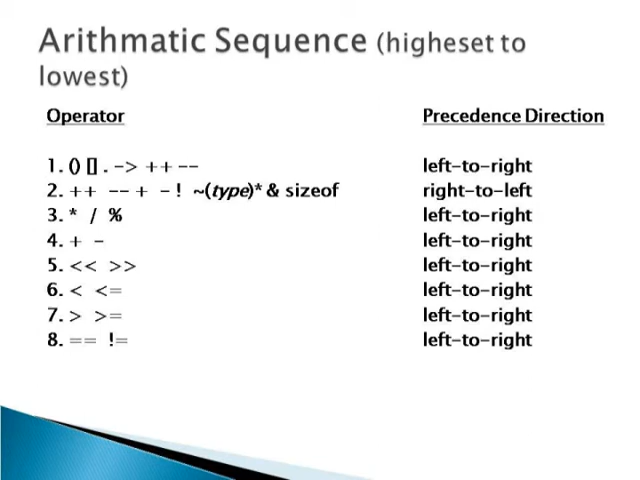 Arithmatic Sequence (higheset to
lowest)
Operator Precedence Direction
1. () [] . -> ++ -- left-to-right
2. ++ -- + - ! ~(type)* & sizeof right-to-left
3. * / % left-to-right
4. + - left-to-right
5. << >> left-to-right
6. < <= left-to-right
7. > >= left-to-right
8. == != left-to-right